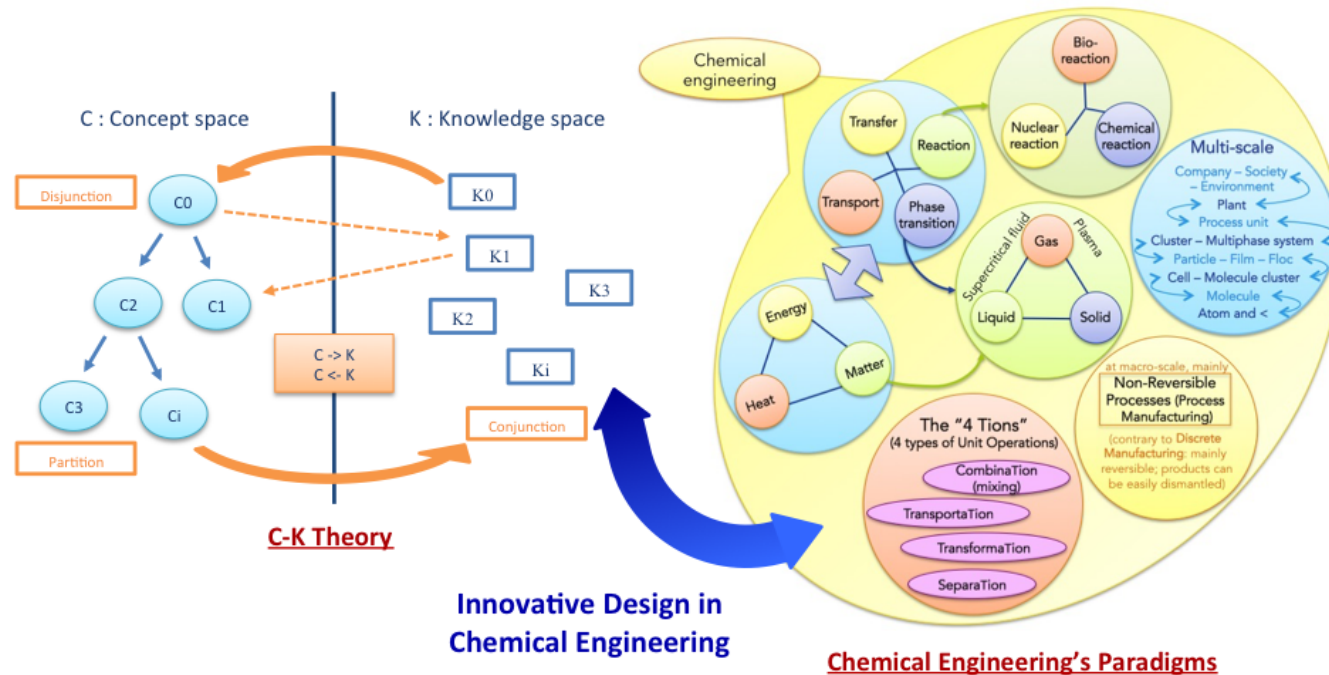 C : Concept space
K : Knowledge space
Disjunction
C0
K0
K1
C2
C1
K3
K2
C -> K
C <- K
Ki
C3
Ci
Partition
Conjunction
C-K Theory
Innovative Design in
Chemical Engineering
Chemical
engineering
Transfer
Reaction
Transport
Phase
transition
Bio-
reaction
Nuclear
reaction
Chemical
reaction
Multi-scale
Company – Society
– Environment
Plant
Process unit
Cluster – Multiphase system
Particle – Film – Floc
Cell – Molecule cluster
Molecule
Atom and <
Supercritical fluid
Plasma
Gas
Liquid
Solid
Energy
Matter
Heat
at macro-scale, mainly
Non-Reversible
Processes (Process
Manufacturing)
(contrary to Discrete
Manufacturing: mainly
reversible; products can
be easily dismantled)
The "4 Tions"
(4 types of Unit Operations)
CombinaTion
(mixing)
TransportaTion
TransformaTion
SeparaTion
Chemical Engineering's Paradigms